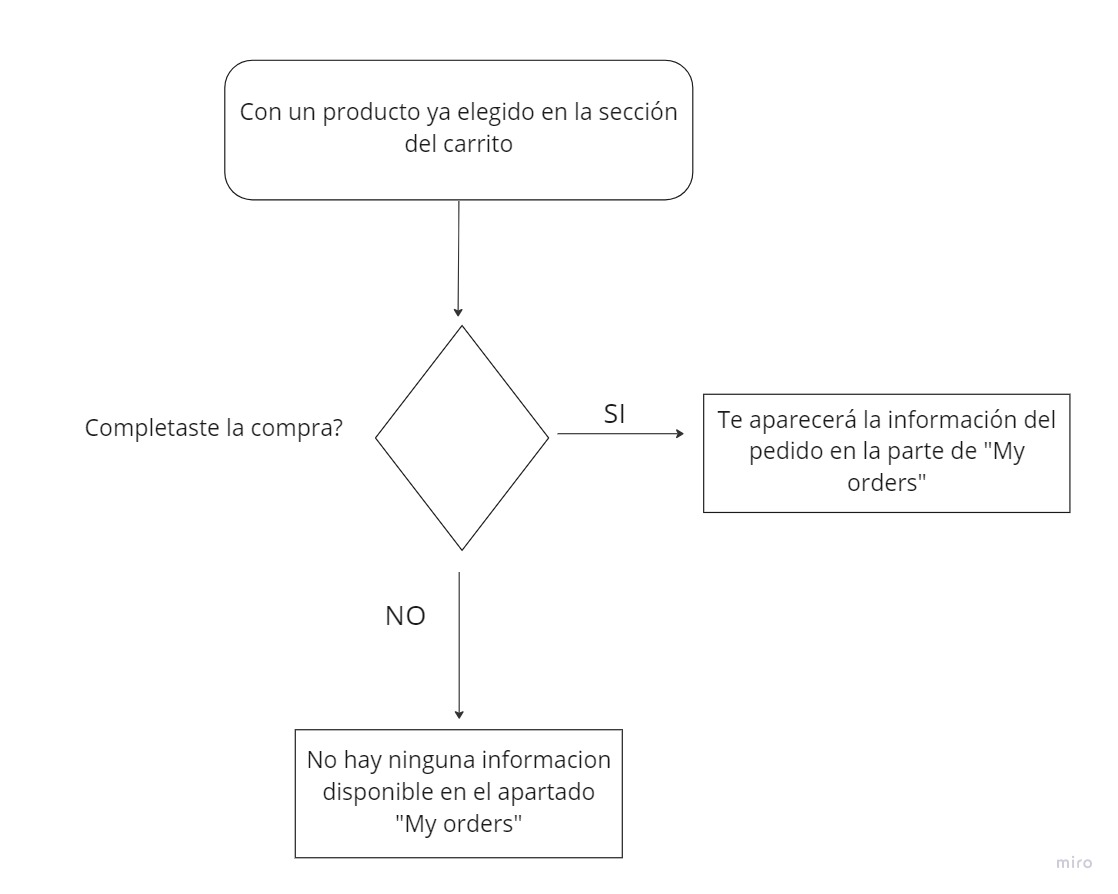 Con un producto ya elegido en la sección
del carrito
Completaste la compra?
SI
Te aparecerá la información del
pedido en la parte de "My
orders"
NO
No hay ninguna informacion
disponible en el apartado
"My orders"
miro